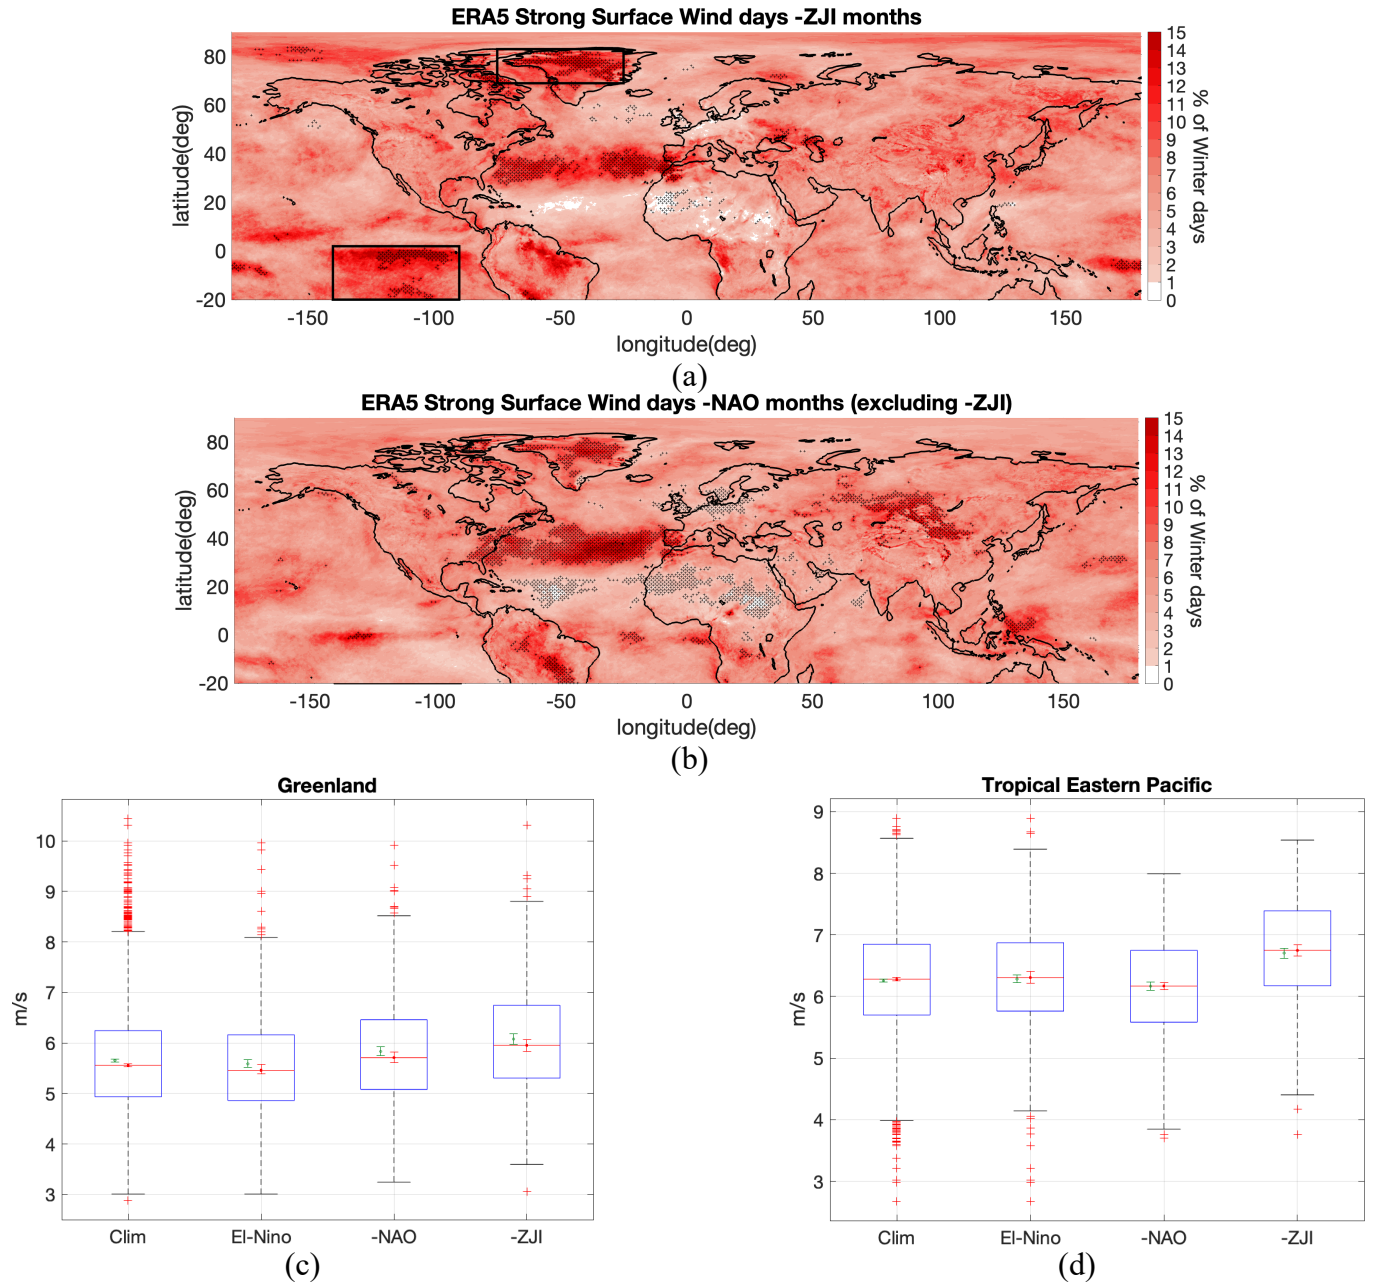 ERA5 Strong Surface Wind days -ZJI months
80
60
40
20
0
-20
latitude(deg)
-150 -100 -50 0 50 100 150
longitude(deg)
15
14
13
12
11
10
9
8
7
6
5
4
3
2
1
0
% of Winter days
(a)
ERA5 Strong Surface Wind days -NAO months (excluding -ZJI)
80
60
40
20
0
-20
latitude(deg)
-150 -100 -50 0 50 100 150
longitude(deg)
15
14
13
12
11
10
9
8
7
6
5
4
3
2
1
0
% of Winter days
(b)
Greenland
10
9
8
7
6
5
4
3
m/s
Clim El-Nino -NAO -ZJI
(c)
Tropical Eastern Pacific
9
8
7
6
5
4
3
m/s
Clim El-Nino -NAO -ZJI
(d)